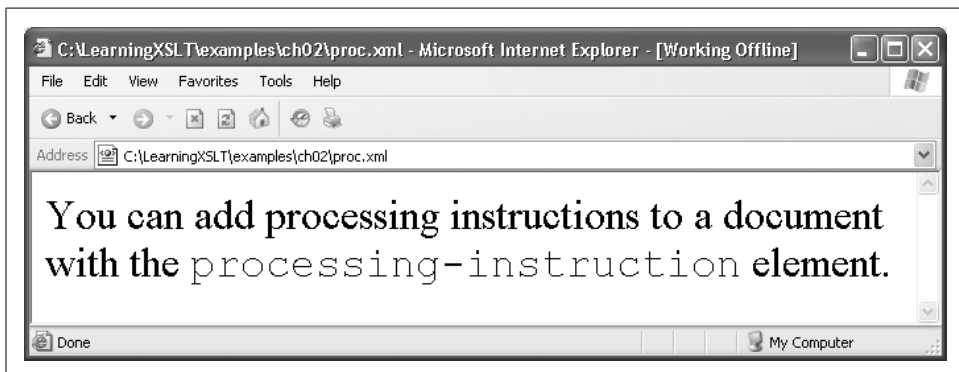 C:\LearningXSLT\examples\ch02\proc.xml - Microsoft Internet Explorer - [Working Offline]
File Edit View Favorites Tools Help
Back
Address C:\LearningXSLT\examples\ch02\proc.xml
You can add processing instructions to a document
with the processing-instruction element.
Done My Computer